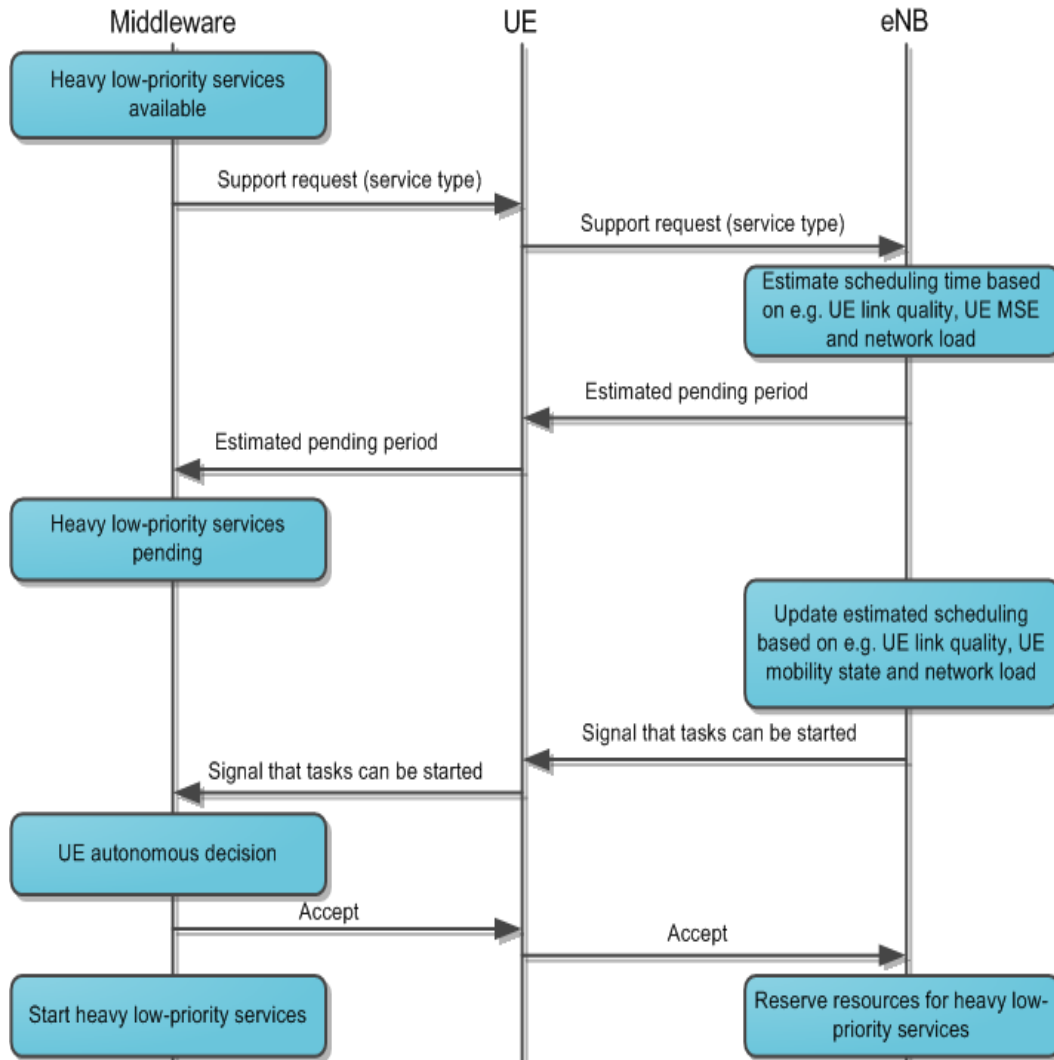 Middleware
UE
eNB
Heavy low-priority services
available
Support request (service type)
Support request (service type)
Estimate scheduling time based
on e.g. UE link quality, UE MSE
and network load
Estimated pending period
Estimated pending period
Heavy low-priority services
pending
Update estimated scheduling
based on e.g. UE link quality, UE
mobility state and network load
Signal that tasks can be started
Signal that tasks can be started
UE autonomous decision
Accept
Accept
Start heavy low-priority services
Reserve resources for heavy low-
priority services